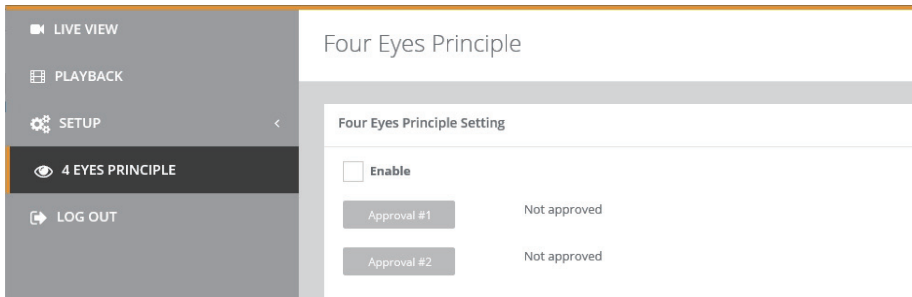 LIVE VIEW
PLAYBACK
SETUP
4 EYES PRINCIPLE
LOG OUT
Four Eyes Principle
Four Eyes Principle Setting
Enable
Approval #1 Not approved
Approval #2 Not approved